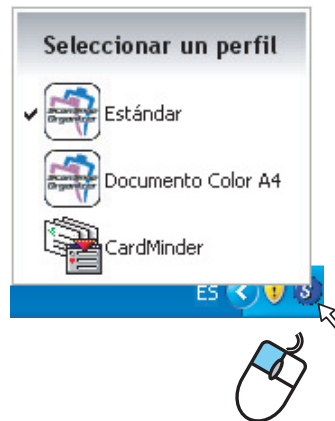 Seleccionar un perfil
Estándar
Documento Color A4
CardMinder
ES